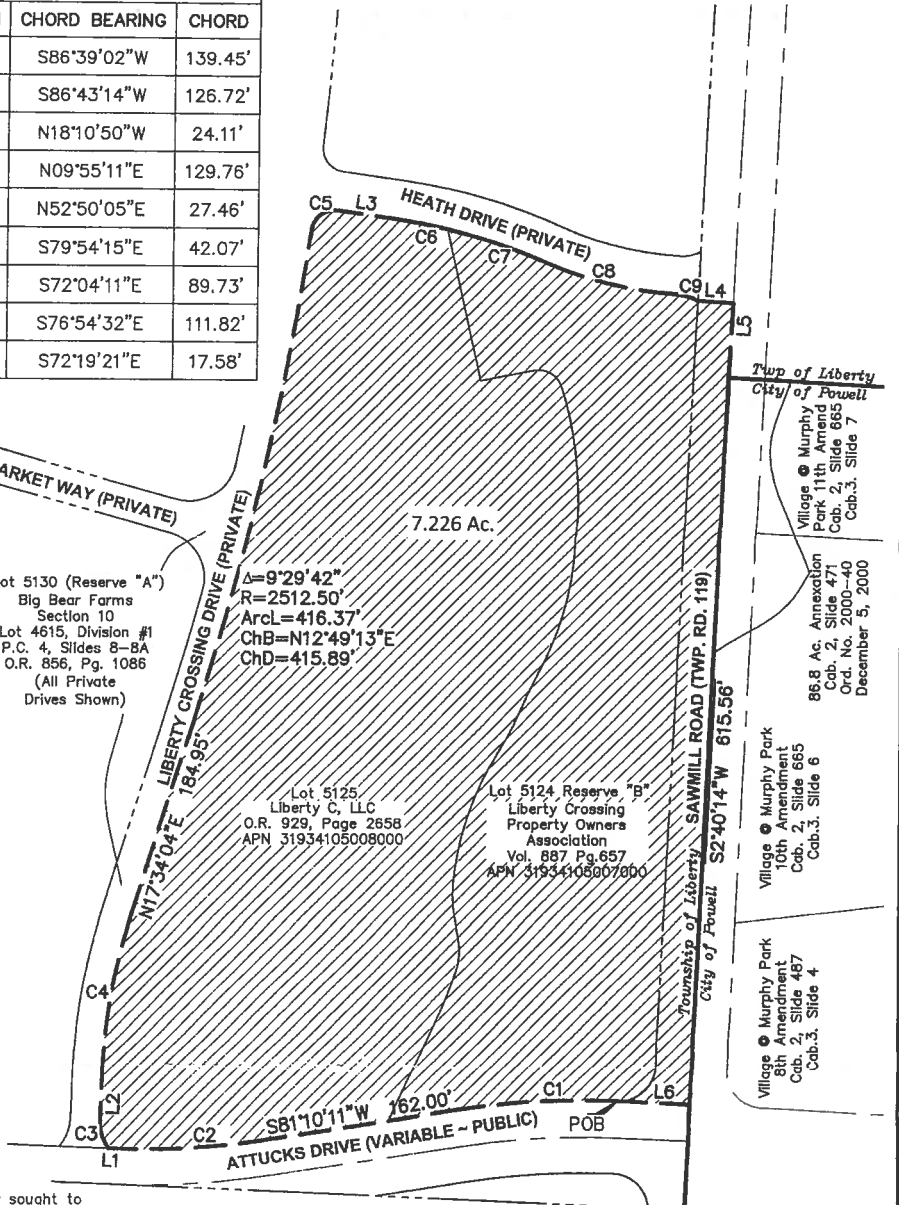 CHORD BEARING CHORD
S86°39'02"W 139.45'
S86°43'14"W 126.72'
N18°10'50"W 24.11'
N09°55'11"E 129.76'
N52°50'05"E 27.46'
S79°54'15"E 42.07'
S72°04'11"E 89.73'
S76°54'32"E 111.82'
S72°19'21"E 17.58'
HEATH DRIVE (PRIVATE)
C5 L3
C6
C7
C8
C9 L4
L5
Twp of Liberty
City of Powell
Village @ Murphy
Park 11th Amend
Cab. 2, Slide 665
Cab.3. Slide 7
ARKET WAY (PRIVATE)
7.226 Ac.
ot 5130 (Reserve "A")
Big Bear Farms
Section 10
Lot 4615, Division #1
P.C. 4, Slides 8-8A
O.R. 856, Pg. 1086
(All Private
Drives Shown)
LIBERTY CROSSING DRIVE (PRIVATE)
Δ=9°29'42"
R=2512.50'
ArcL=416.37'
ChB=N12°49'13"E
ChD=415.89'
SAWMILL ROAD (TWP. RD. 119)
S2°40'14"W 615.56'
86.8 Ac. Annexation
Cab. 2, Slide 471
Ord. No. 2000-40
December 5, 2000
N17°34'04"E 184.95'
Lot 5125
Liberty C, LLC
O.R. 929, Page 2658
APN 31934105008000
Lot 5124 Reserve "B"
Liberty Crossing
Property Owners
Association
Vol. 887 Pg.657
APN 31934105007000
Township of Liberty
City of Powell
Village @ Murphy Park
10th Amendment
Cab. 2, Slide 665
Cab.3. Slide 6
Village @ Murphy Park
8th Amendment
Cab. 2, Slide 487
Cab.3. Slide 4
C4
L2
C3
L1
C2
S81°10'11"W 162.00'
C1
L6
POB
ATTUCKS DRIVE (VARIABLE ~ PUBLIC)
sought to